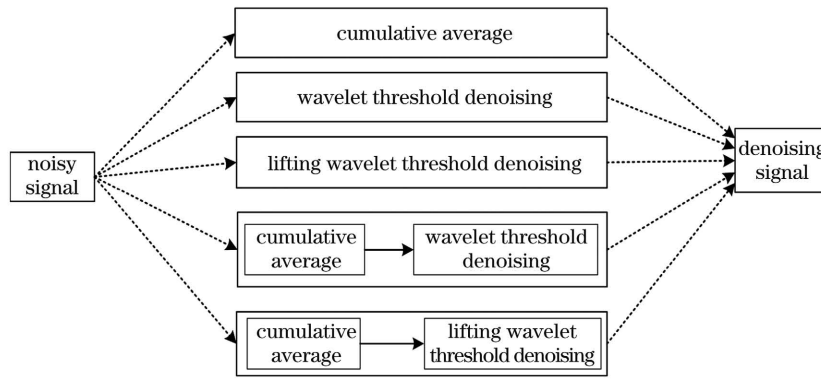 cumulative average
wavelet threshold denoising
lifting wavelet threshold denoising
noisy
signal
denoising
signal
cumulative
average
wavelet threshold
denoising
cumulative
average
lifting wavelet
threshold denoising